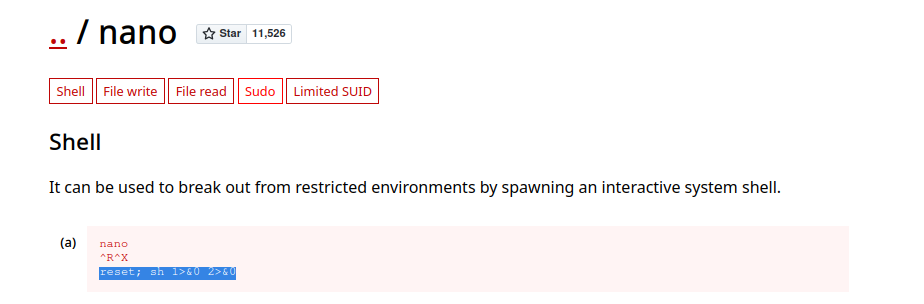 .. / nano Star 11,526
Shell File write File read Sudo Limited SUID
Shell
It can be used to break out from restricted environments by spawning an interactive system shell.
(a) nano
^R^X
reset; sh 1>&0 2>&0